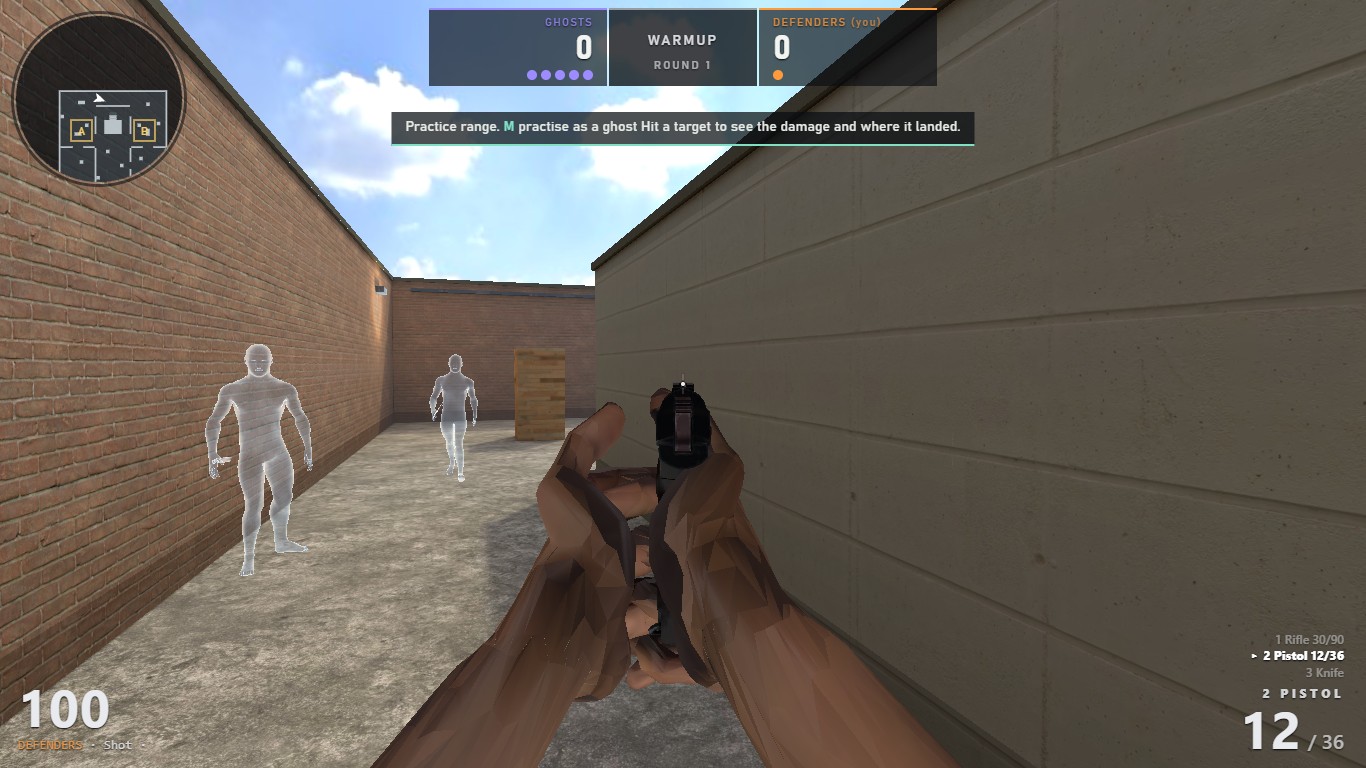 GHOSTS
0
WARMUP
ROUND 1
DEFENDERS (you)
0
Practice range. M practise as a ghost Hit a target to see the damage and where it landed.
A
B
1 Rifle 30/90
▸ 2 Pistol 12/36
3 Knife
2 PISTOL
12 / 36
100
DEFENDERS · Shot ·